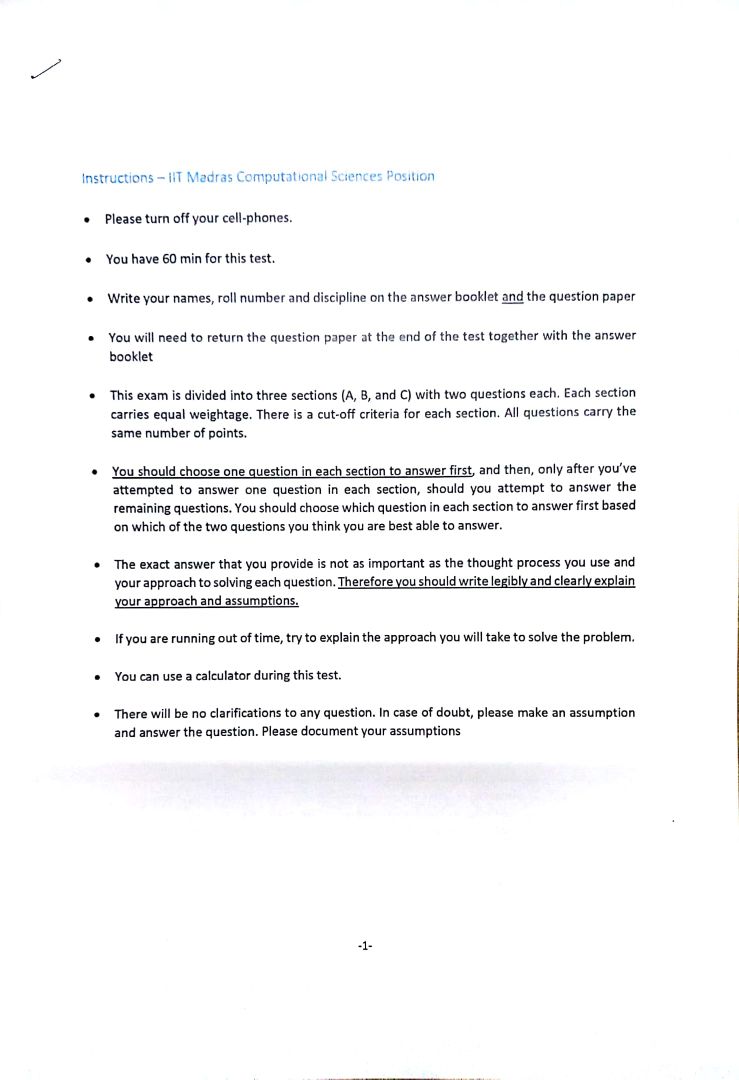 Instructions – IIT Madras Computational Sciences Position
• Please turn off your cell-phones.
• You have 60 min for this test.
• Write your names, roll number and discipline on the answer booklet and the question paper
• You will need to return the question paper at the end of the test together with the answer
booklet
• This exam is divided into three sections (A, B, and C) with two questions each. Each section
carries equal weightage. There is a cut-off criteria for each section. All questions carry the
same number of points.
• You should choose one question in each section to answer first, and then, only after you've
attempted to answer one question in each section, should you attempt to answer the
remaining questions. You should choose which question in each section to answer first based
on which of the two questions you think you are best able to answer.
• The exact answer that you provide is not as important as the thought process you use and
your approach to solving each question. Therefore you should write legibly and clearly explain
your approach and assumptions.
• If you are running out of time, try to explain the approach you will take to solve the problem.
• You can use a calculator during this test.
• There will be no clarifications to any question. In case of doubt, please make an assumption
and answer the question. Please document your assumptions
-1-